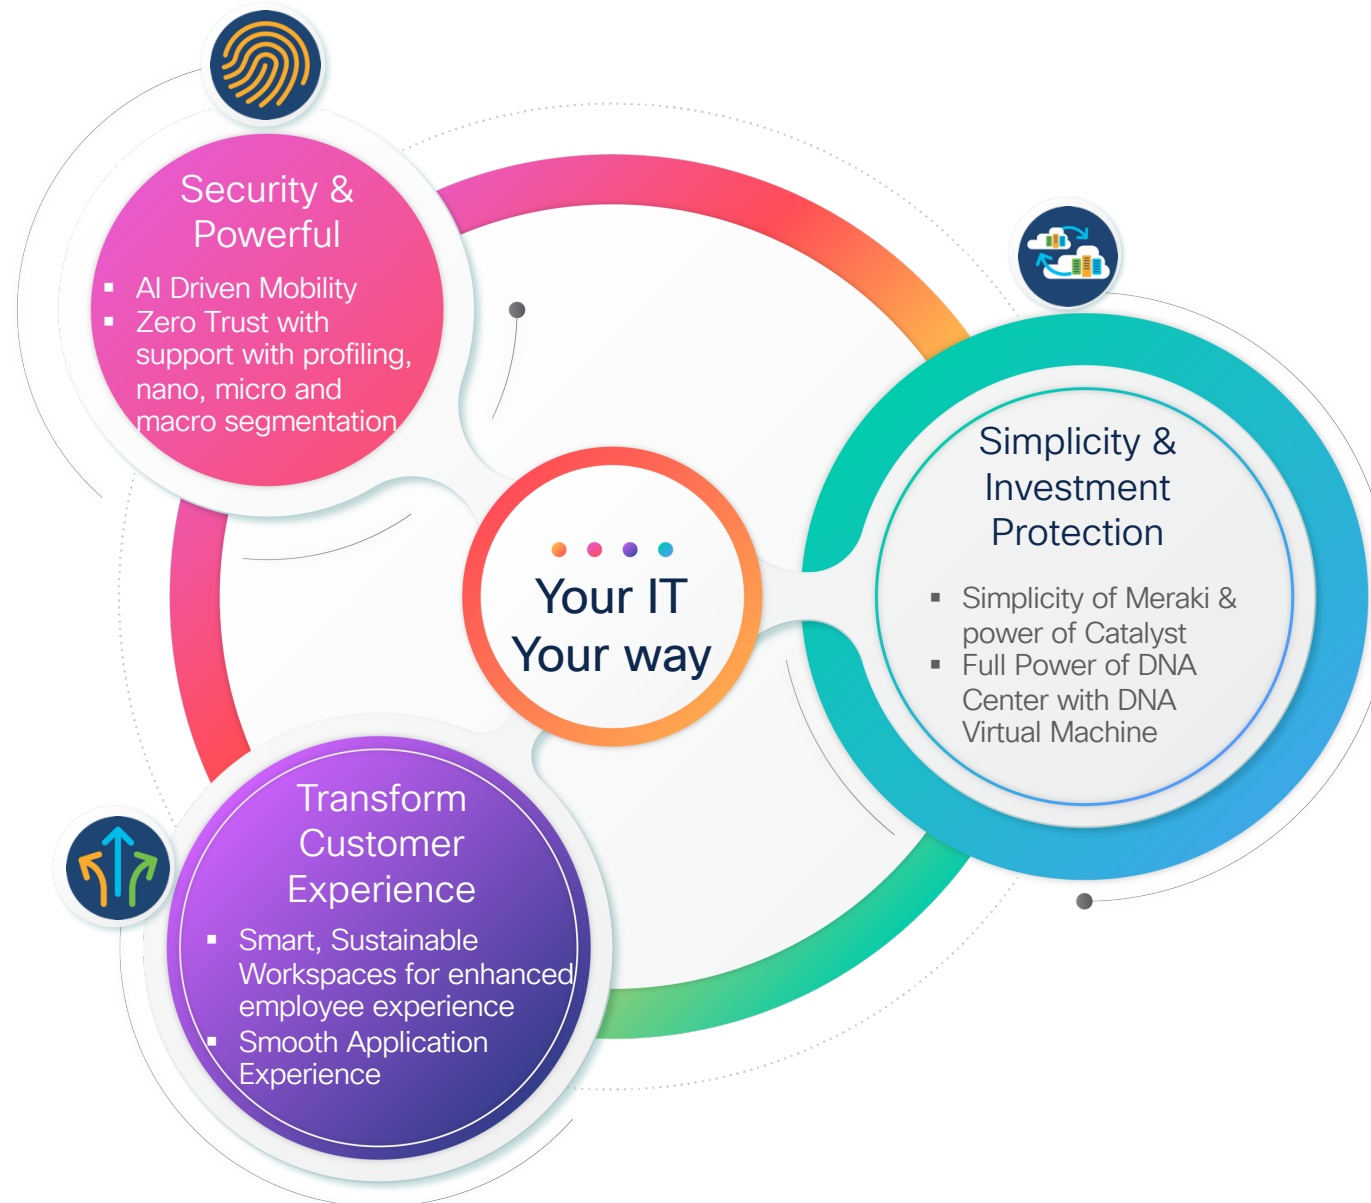 Security &
Powerful
▪ AI Driven Mobility
▪ Zero Trust with
support with profiling,
nano, micro and
macro segmentation
Your IT
Your way
Simplicity &
Investment
Protection
▪ Simplicity of Meraki &
power of Catalyst
▪ Full Power of DNA
Center with DNA
Virtual Machine
Transform
Customer
Experience
▪ Smart, Sustainable
Workspaces for enhanced
employee experience
▪ Smooth Application
Experience